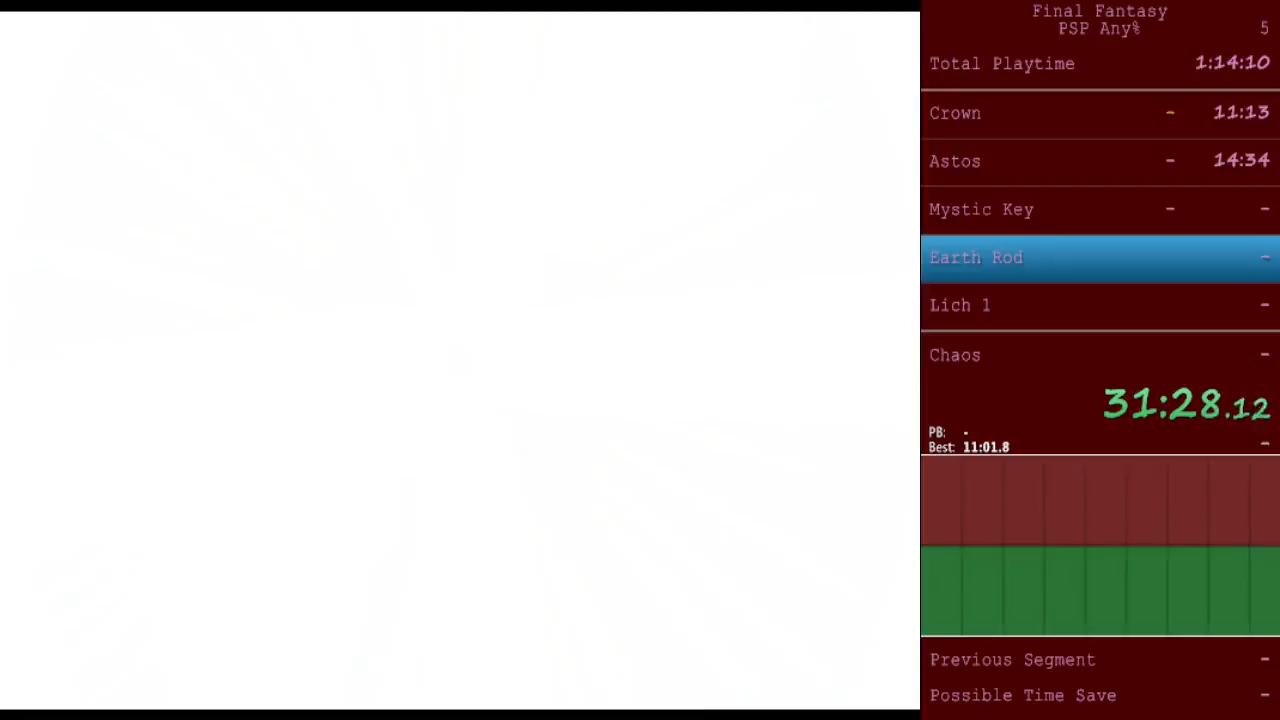 Final Fantasy
PSP Any% 5
Total Playtime 1:14:10
Crown - 11:13
Astos - 14:34
Mystic Key - -
Earth Rod -
Lich 1 -
Chaos -
31:28.12
PB: -
Best: 11:01.8 -
Previous Segment -
Possible Time Save -